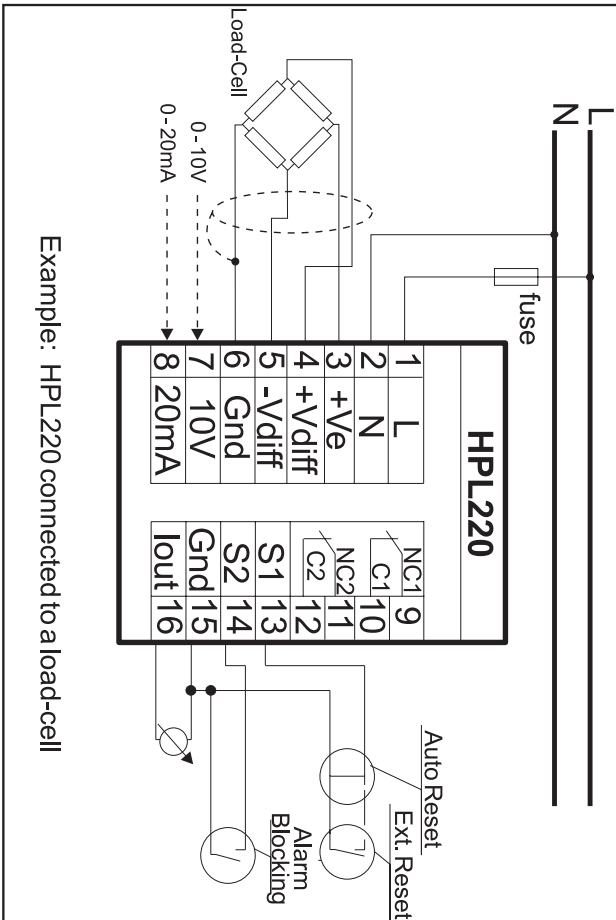 L
N
fuse
Load-Cell
0-10V
0-20mA
HPL220
1 L
2 N
3 +Ve
4 +Vdiff
5 -Vdiff
6 Gnd
7 10V
8 20mA
NC1 9
C1 10
NC2 11
C2 12
S1 13
S2 14
Gnd 15
Iout 16
Auto Reset
Ext. Reset
Alarm
Blocking
Example: HPL220 connected to a load-cell